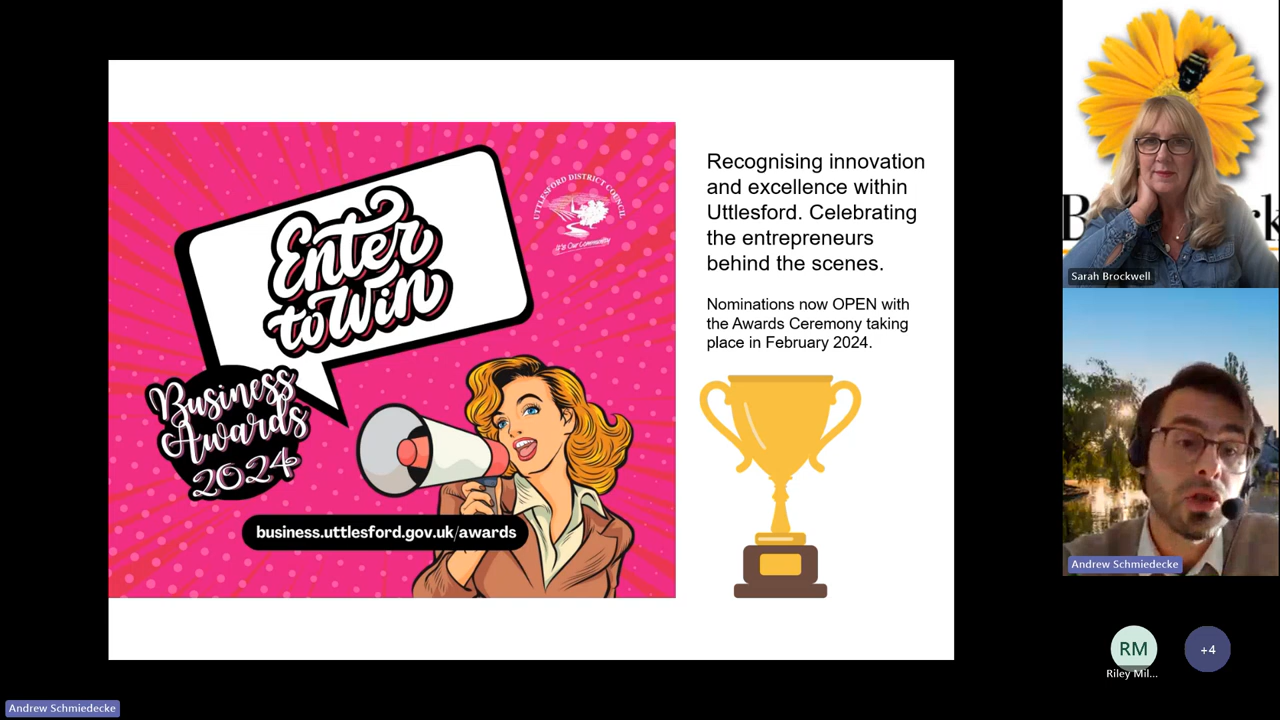 Enter
to Win
UTTLESFORD DISTRICT COUNCIL
It's Our Community
Business
Awards
2024
business.uttlesford.gov.uk/awards
Recognising innovation
and excellence within
Uttlesford. Celebrating
the entrepreneurs
behind the scenes.
Nominations now OPEN with
the Awards Ceremony taking
place in February 2024.
Sarah Brockwell
Andrew Schmiedecke
RM
+4
Riley Mil...
Andrew Schmiedecke